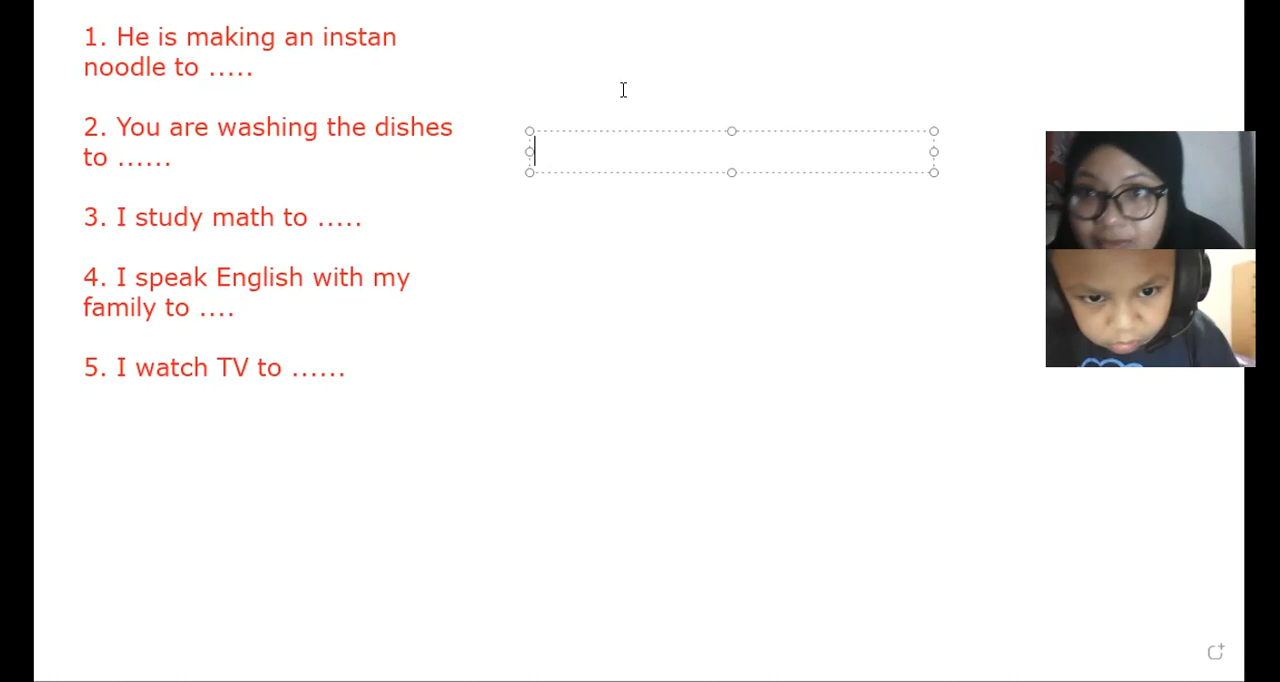 1. He is making an instan
noodle to .....
2. You are washing the dishes
to ......
3. I study math to .....
4. I speak English with my
family to ....
5. I watch TV to ......